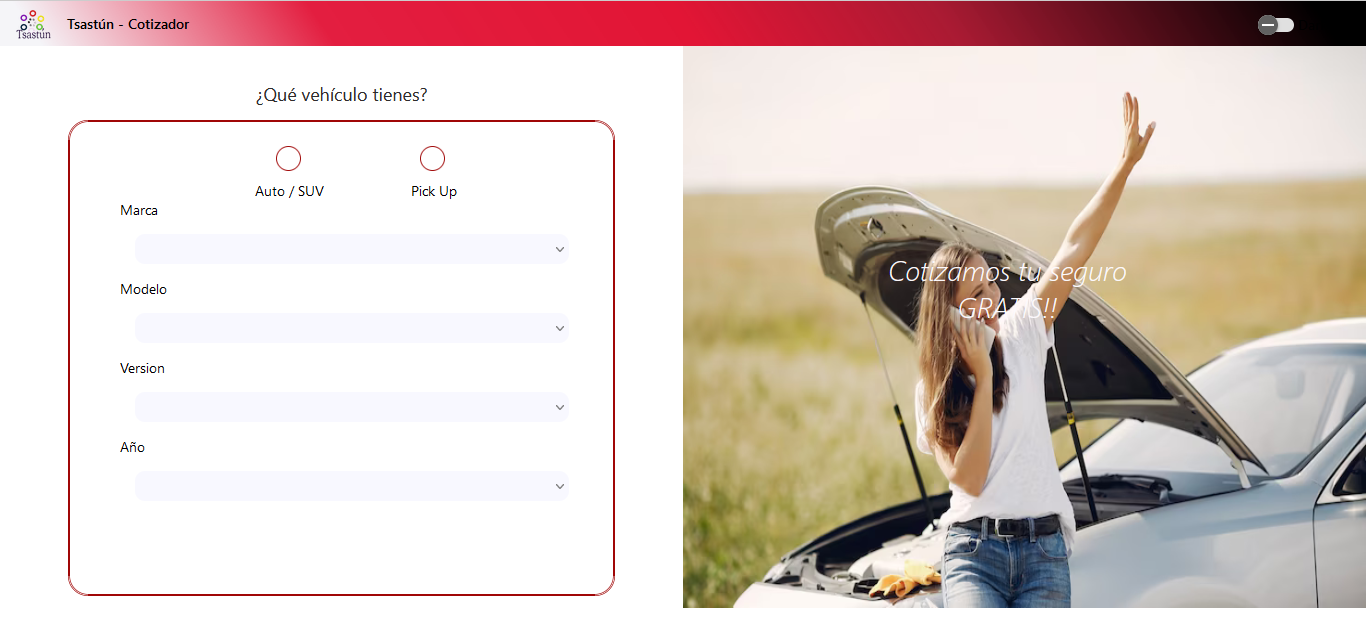 Tsastún
Tsastún - Cotizador
¿Qué vehículo tienes?
Auto / SUV
Pick Up
Marca
Modelo
Version
Año
Cotizamos tu seguro
GRATIS!!